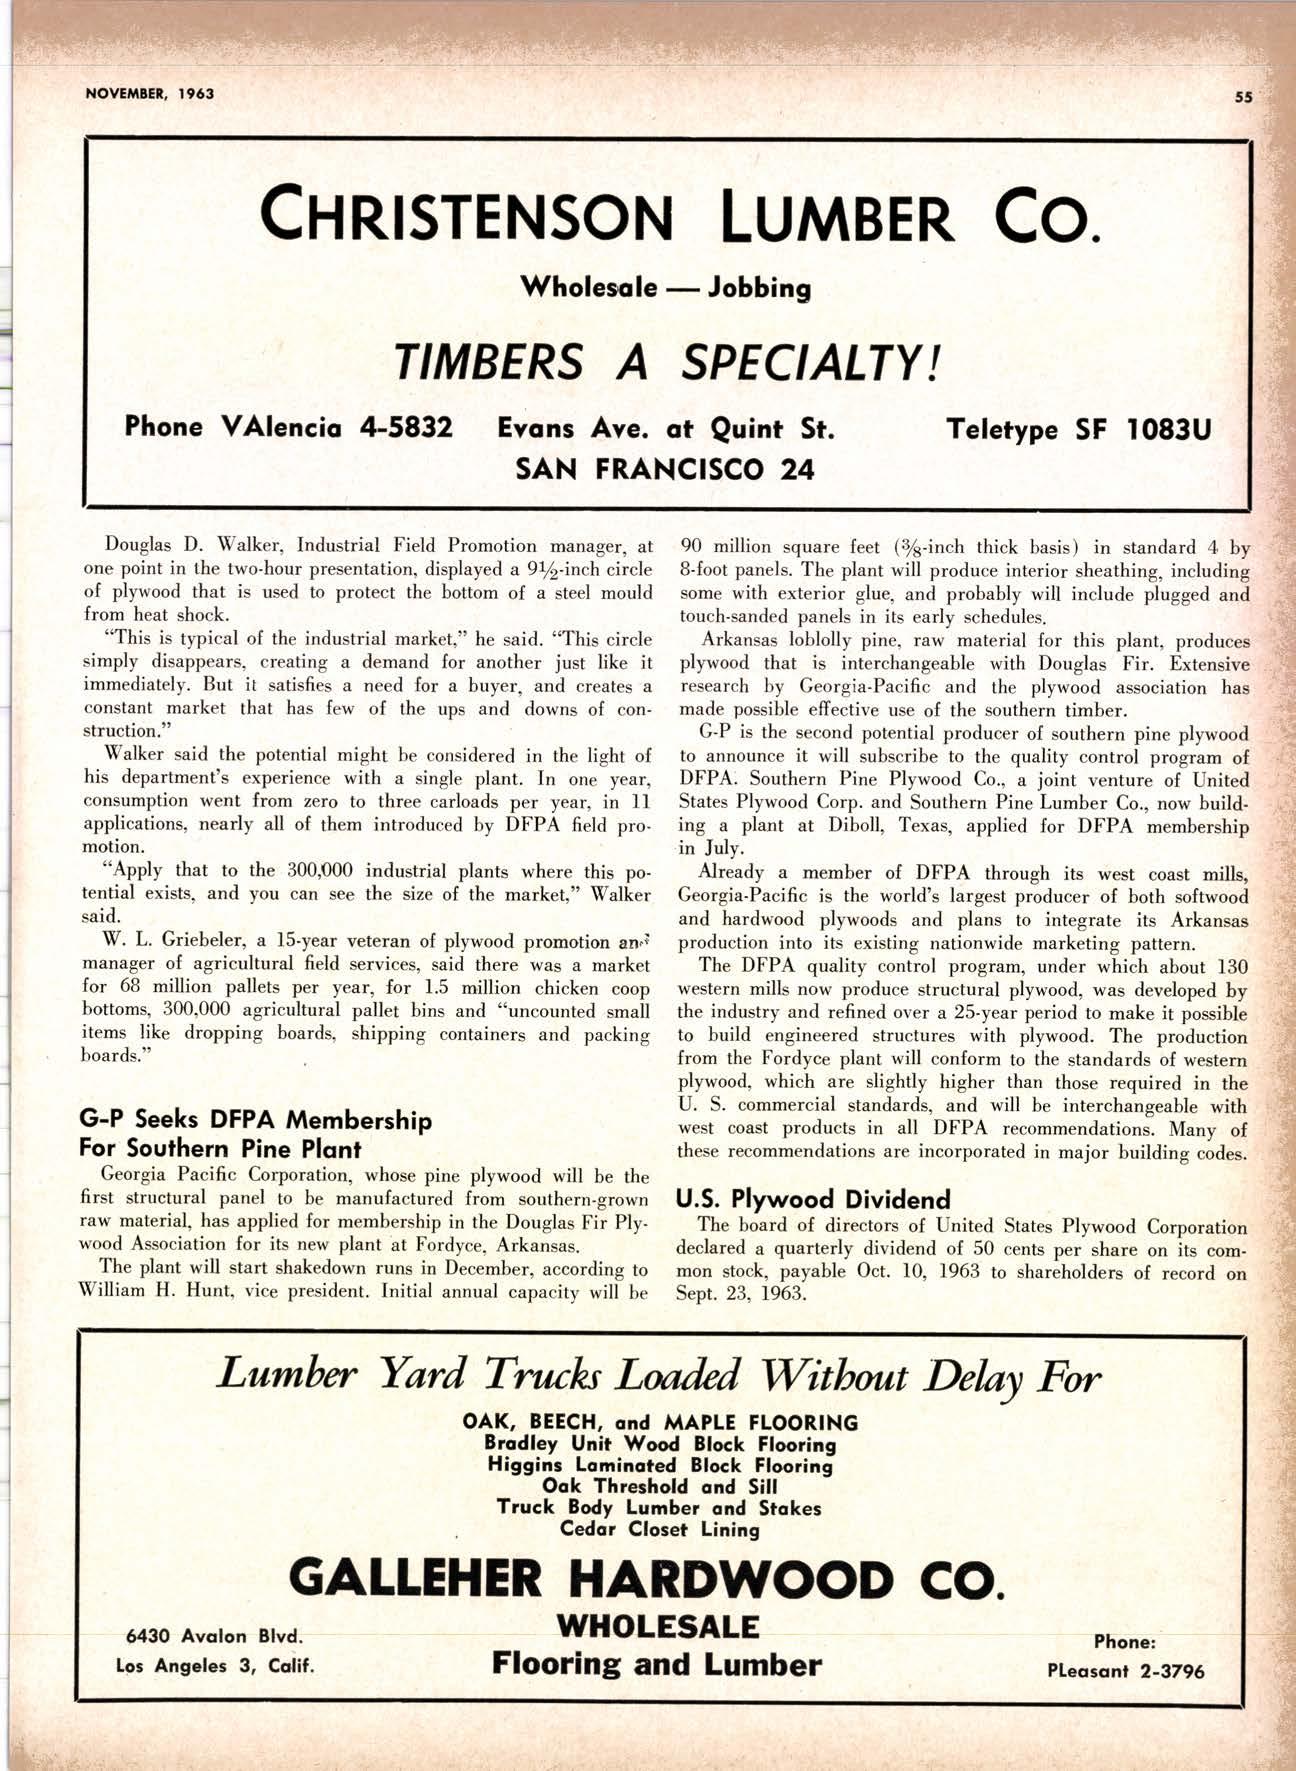 NOVEMBER, 1963
55
CHRISTENSON LUMBER CO.
Wholesale — Jobbing
TIMBERS A SPECIALTY!
Phone VAlencia 4-5832 Evans Ave. at Quint St. Teletype SF 1083U
SAN FRANCISCO 24
Douglas D. Walker, Industrial Field Promotion manager, at
one point in the two-hour presentation, displayed a 9½-inch circle
of plywood that is used to protect the bottom of a steel mould
from heat shock.
“This is typical of the industrial market,” he said. “This circle
simply disappears, creating a demand for another just like it
immediately. But it satisfies a need for a buyer, and creates a
constant market that has few of the ups and downs of con-
struction.”
Walker said the potential might be considered in the light of
his department's experience with a single plant. In one year,
consumption went from zero to three carloads per year, in 11
applications, nearly all of them introduced by DFPA field pro-
motion.
“Apply that to the 300,000 industrial plants where this po-
tential exists, and you can see the size of the market,” Walker
said.
W. L. Griebeler, a 15-year veteran of plywood promotion and
manager of agricultural field services, said there was a market
for 68 million pallets per year, for 1.5 million chicken coop
bottoms, 300,000 agricultural pallet bins and “uncounted small
items like dropping boards, shipping containers and packing
boards.”
G-P Seeks DFPA Membership
For Southern Pine Plant
Georgia Pacific Corporation, whose pine plywood will be the
first structural panel to be manufactured from southern-grown
raw material, has applied for membership in the Douglas Fir Ply-
wood Association for its new plant at Fordyce, Arkansas.
The plant will start shakedown runs in December, according to
William H. Hunt, vice president. Initial annual capacity will be
90 million square feet (⅜-inch thick basis) in standard 4 by
8-foot panels. The plant will produce interior sheathing, including
some with exterior glue, and probably will include plugged and
touch-sanded panels in its early schedules.
Arkansas loblolly pine, raw material for this plant, produces
plywood that is interchangeable with Douglas Fir. Extensive
research by Georgia-Pacific and the plywood association has
made possible effective use of the southern timber.
G-P is the second potential producer of southern pine plywood
to announce it will subscribe to the quality control program of
DFPA. Southern Pine Plywood Co., a joint venture of United
States Plywood Corp. and Southern Pine Lumber Co., now build-
ing a plant at Diboll, Texas, applied for DFPA membership
in July.
Already a member of DFPA through its west coast mills,
Georgia-Pacific is the world's largest producer of both softwood
and hardwood plywoods and plans to integrate its Arkansas
production into its existing nationwide marketing pattern.
The DFPA quality control program, under which about 130
western mills now produce structural plywood, was developed by
the industry and refined over a 25-year period to make it possible
to build engineered structures with plywood. The production
from the Fordyce plant will conform to the standards of western
plywood, which are slightly higher than those required in the
U. S. commercial standards, and will be interchangeable with
west coast products in all DFPA recommendations. Many of
these recommendations are incorporated in major building codes.
U.S. Plywood Dividend
The board of directors of United States Plywood Corporation
declared a quarterly dividend of 50 cents per share on its com-
mon stock, payable Oct. 10, 1963 to shareholders of record on
Sept. 23, 1963.
Lumber Yard Trucks Loaded Without Delay For
OAK, BEECH, and MAPLE FLOORING
Bradley Unit Wood Block Flooring
Higgins Laminated Block Flooring
Oak Threshold and Sill
Truck Body Lumber and Stakes
Cedar Closet Lining
GALLEHER HARDWOOD CO.
WHOLESALE
Flooring and Lumber
6430 Avalon Blvd.
Los Angeles 3, Calif.
Phone:
PLeasant 2-3796